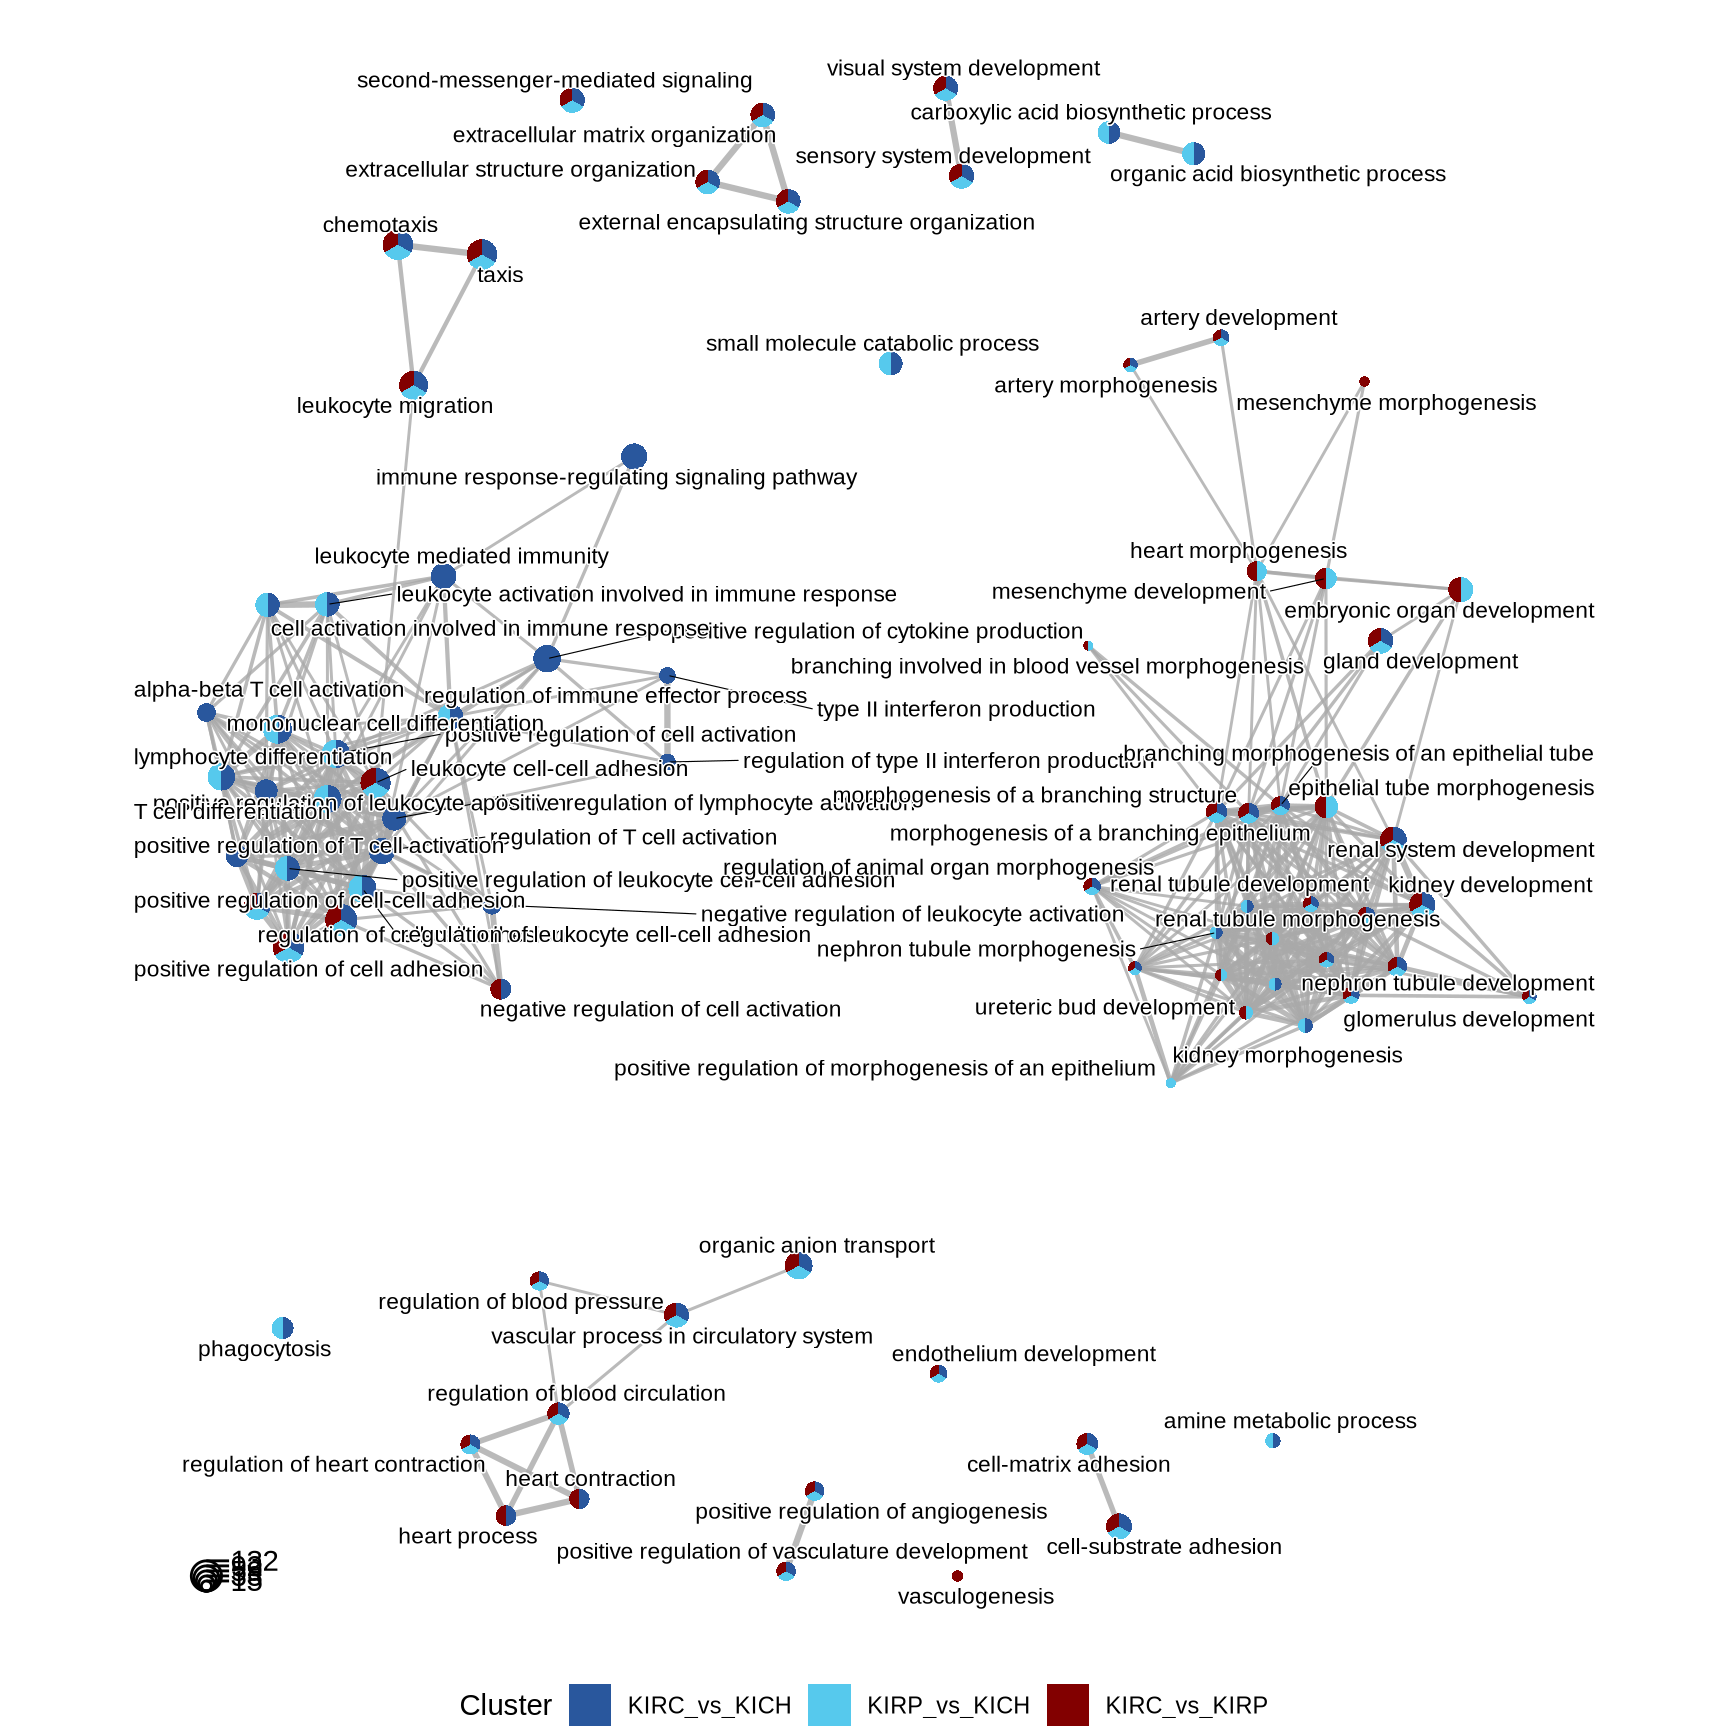 visual system development
second-messenger-mediated signaling
carboxylic acid biosynthetic process
extracellular matrix organization
sensory system development
extracellular structure organization
organic acid biosynthetic process
external encapsulating structure organization
chemotaxis
taxis
artery development
small molecule catabolic process
artery morphogenesis
mesenchyme morphogenesis
leukocyte migration
immune response-regulating signaling pathway
heart morphogenesis
leukocyte mediated immunity
mesenchyme development
leukocyte activation involved in immune response
embryonic organ development
cell activation involved in immune response
positive regulation of cytokine production
branching involved in blood vessel morphogenesis
gland development
alpha-beta T cell activation
regulation of immune effector process
type II interferon production
mononuclear cell differentiation
positive regulation of cell activation
branching morphogenesis of an epithelial tube
lymphocyte differentiation
regulation of type II interferon production
leukocyte cell-cell adhesion
epithelial tube morphogenesis
morphogenesis of a branching structure
positive regulation of leukocyte
positive regulation of lymphocyte activation
T cell differentiation
morphogenesis of a branching epithelium
regulation of T cell activation
positive regulation of T cell activation
renal system development
regulation of animal organ morphogenesis
positive regulation of leukocyte cell-cell adhesion
renal tubule development
kidney development
positive regulation of cell-cell adhesion
negative regulation of leukocyte activation
renal tubule morphogenesis
regulation of
regulation of leukocyte cell-cell adhesion
nephron tubule morphogenesis
positive regulation of cell adhesion
nephron tubule development
negative regulation of cell activation
ureteric bud development
glomerulus development
kidney morphogenesis
positive regulation of morphogenesis of an epithelium
organic anion transport
regulation of blood pressure
vascular process in circulatory system
phagocytosis
endothelium development
regulation of blood circulation
amine metabolic process
regulation of heart contraction
heart contraction
cell-matrix adhesion
positive regulation of angiogenesis
heart process
cell-substrate adhesion
positive regulation of vasculature development
132
15
vasculogenesis
Cluster
KIRC_vs_KICH
KIRP_vs_KICH
KIRC_vs_KIRP